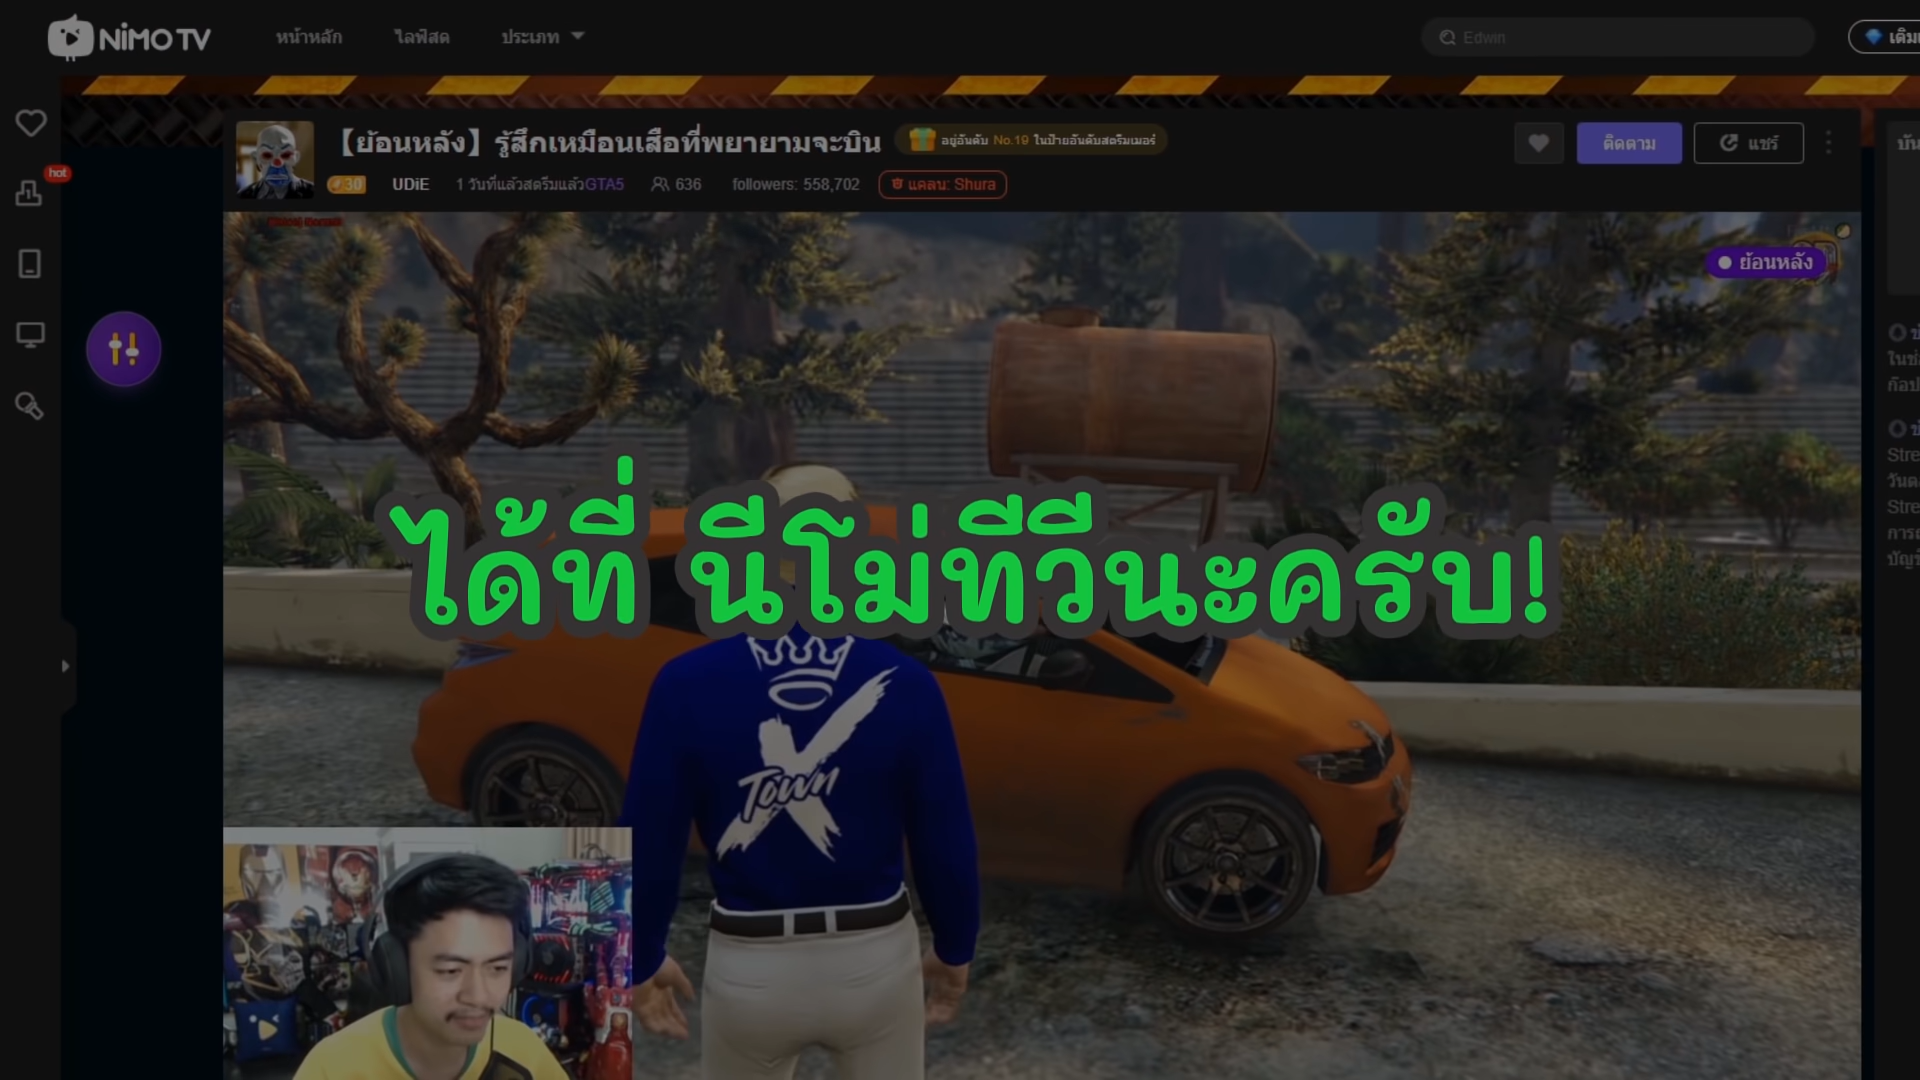 NiMO TV
หน้าหลัก
ไลฟ์สด
ประเภท
Edwin
hot
【ย้อนหลัง】รู้สึกเหมือนเสือที่พยายามจะบิน
อยู่อันดับ No.19 ในป้ายอันดับสตรีมเมอร์
ติดตาม
แชร์
30
UDiE
1 วันที่แล้วสตรีมแล้วGTA5
636
followers: 558,702
แคลน: Shura
ย้อนหลัง
ได้ที่ นีโม่ทีวีนะครับ!
Town